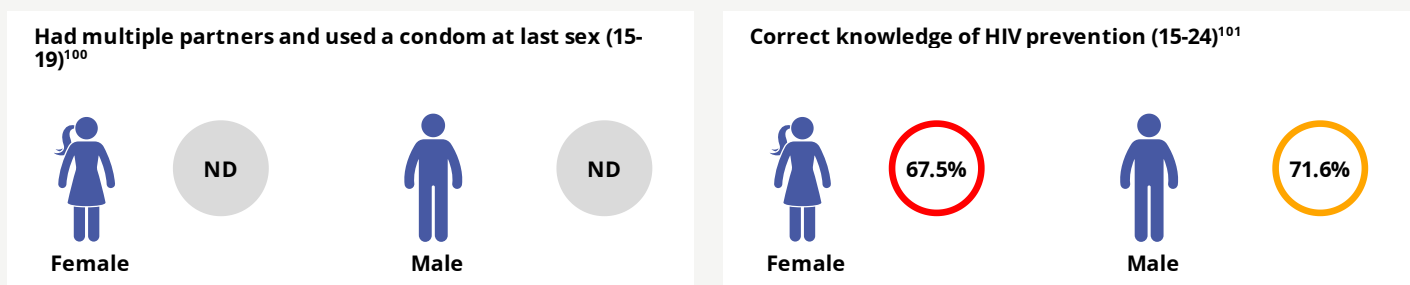 Had multiple partners and used a condom at last sex (15-
19)¹⁰⁰
ND
ND
Female
Male
Correct knowledge of HIV prevention (15-24)¹⁰¹
67.5%
71.6%
Female
Male